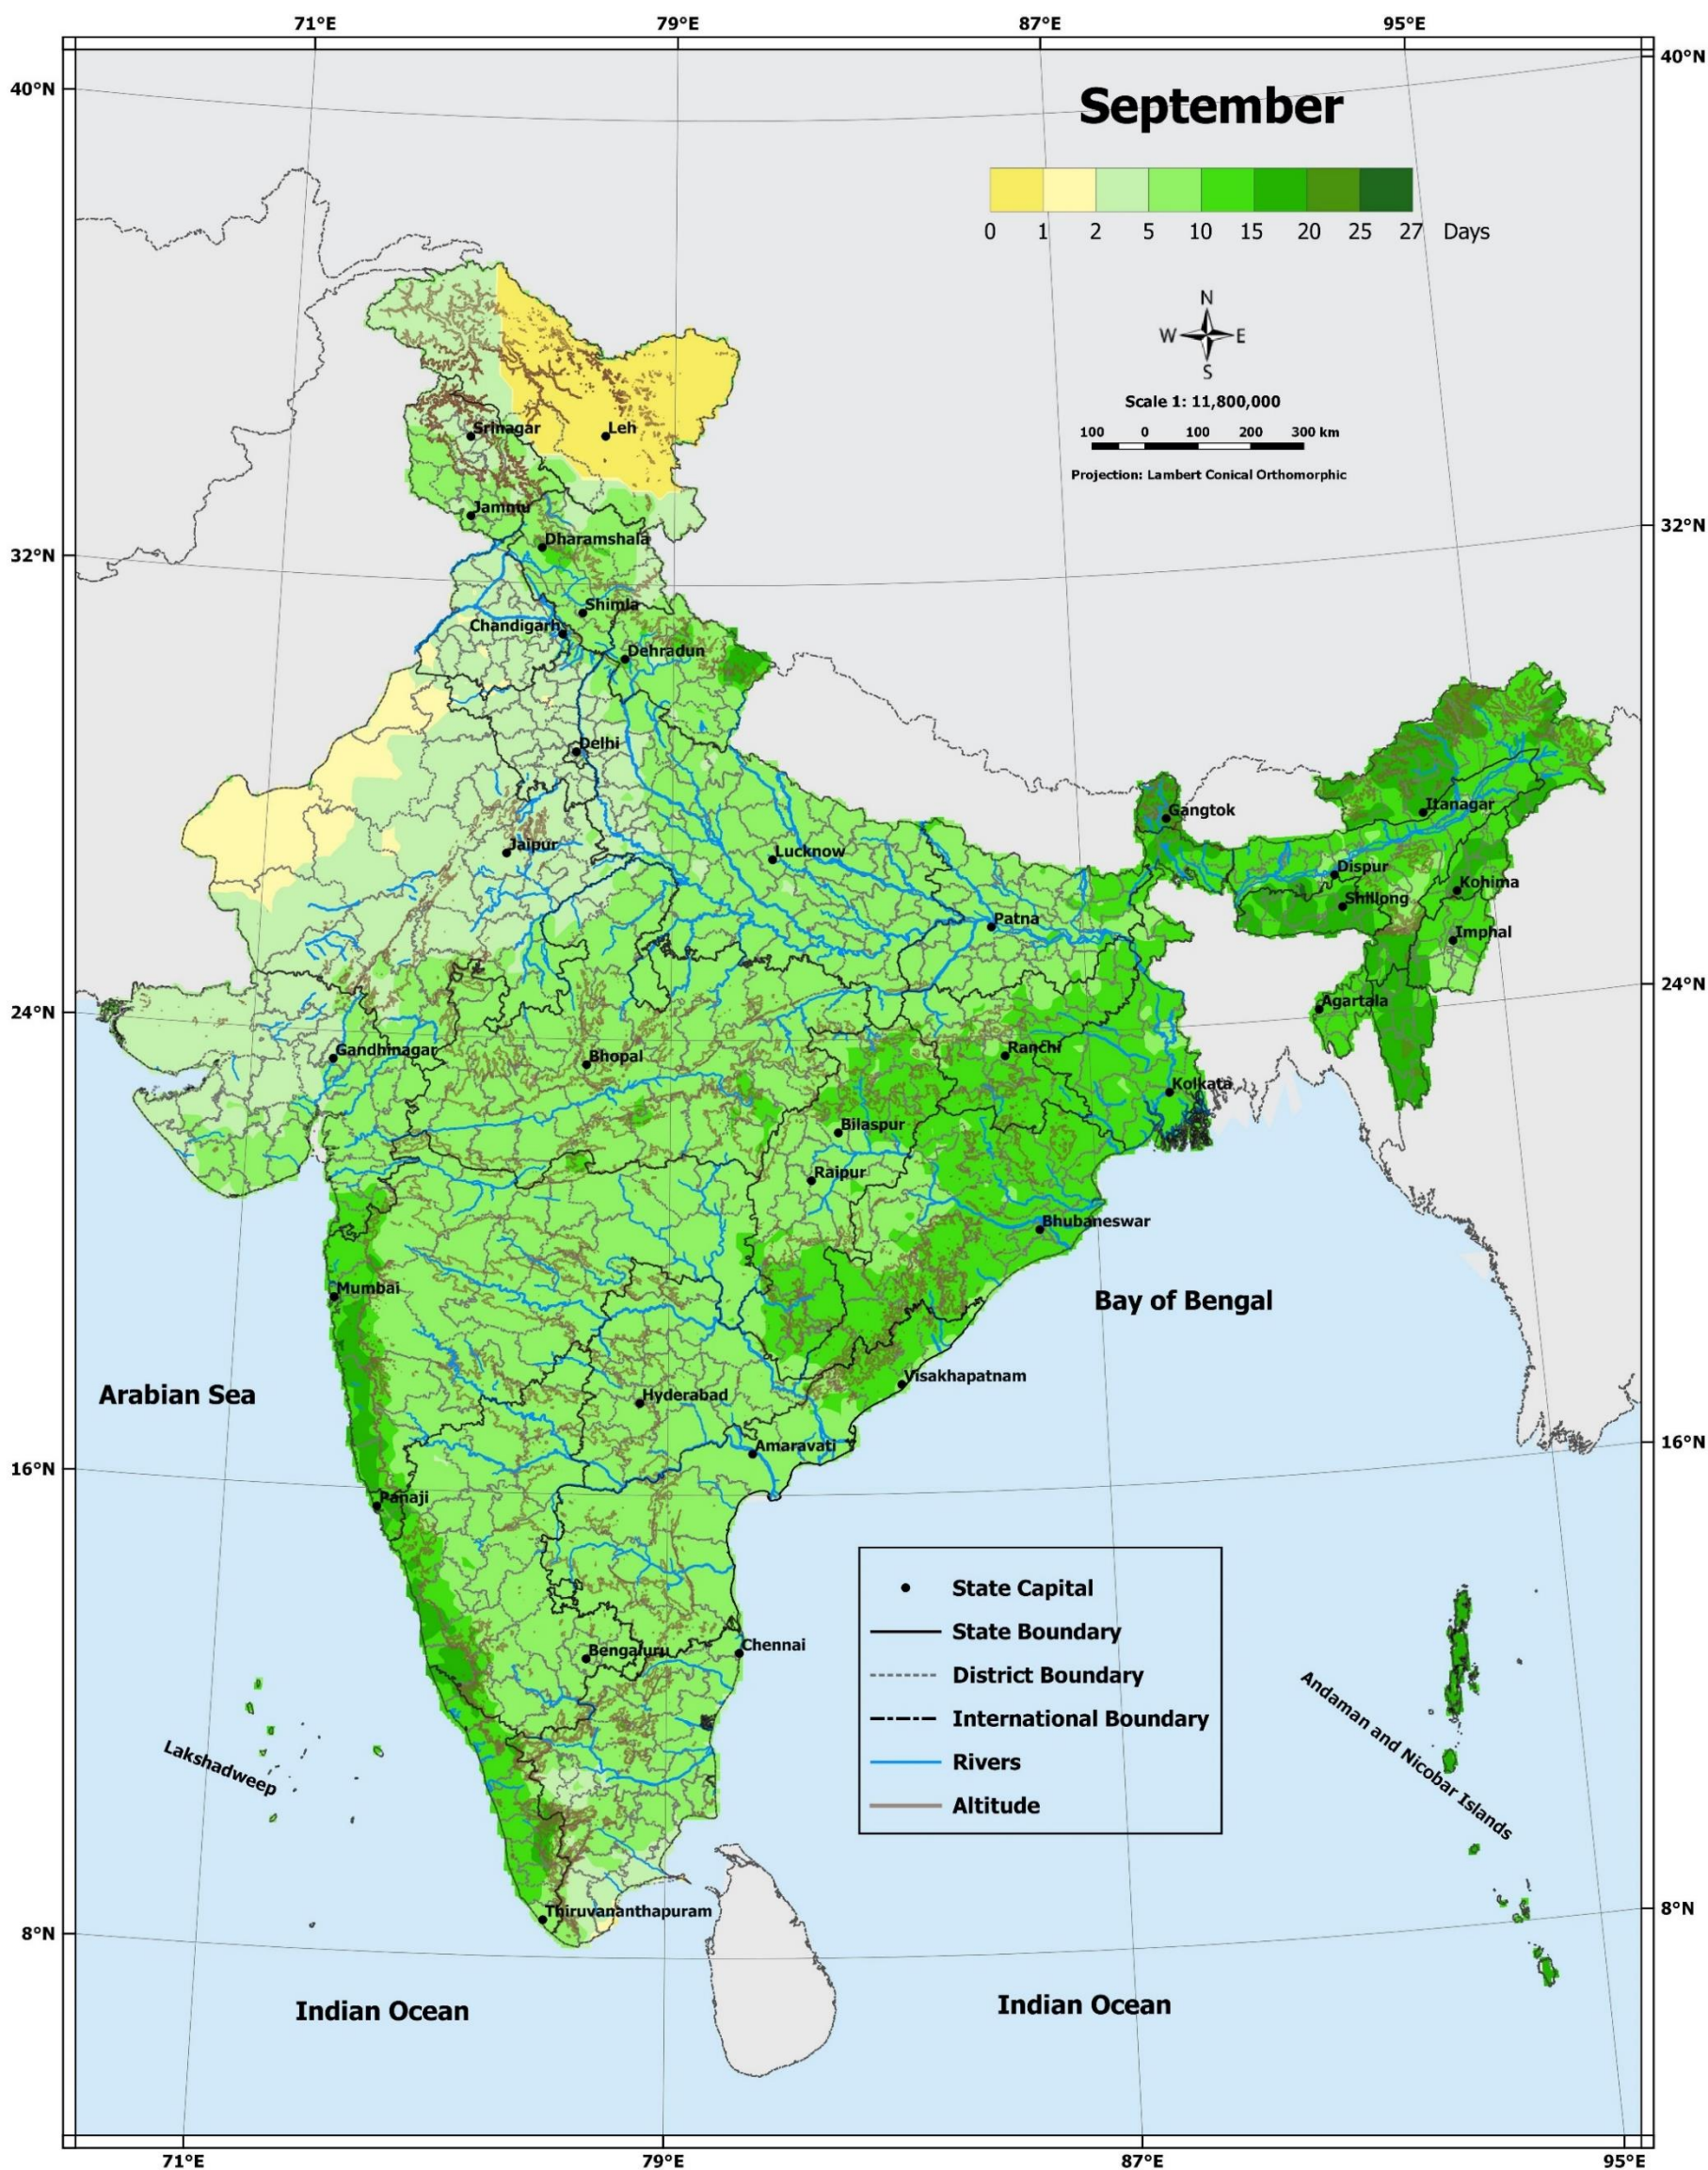 71°E 79°E 87°E 95°E
40°N 40°N
September
0 1 2 5 10 15 20 25 27 Days
N
W E
S
Scale 1: 11,800,000
100 0 100 200 300 km
Projection: Lambert Conical Orthomorphic
Srinagar
Leh
Jammu
32°N 32°N
Dharamshala
Shimla
Chandigarh
Dehradun
Delhi
Itanagar
Gangtok
Jaipur
Lucknow
Dispur
Kohima
Shillong
Patna
Imphal
24°N 24°N
Agartala
Gandhinagar
Bhopal
Ranchi
Kolkata
Bilaspur
Raipur
Bhubaneswar
Mumbai
Bay of Bengal
Arabian Sea
Visakhapatnam
Hyderabad
Amaravati
16°N 16°N
Panaji
State Capital
State Boundary
District Boundary
International Boundary
Rivers
Altitude
Bengaluru
Chennai
Lakshadweep
Andaman and Nicobar Islands
Thiruvananthapuram
8°N 8°N
Indian Ocean
Indian Ocean
71°E 79°E 87°E 95°E